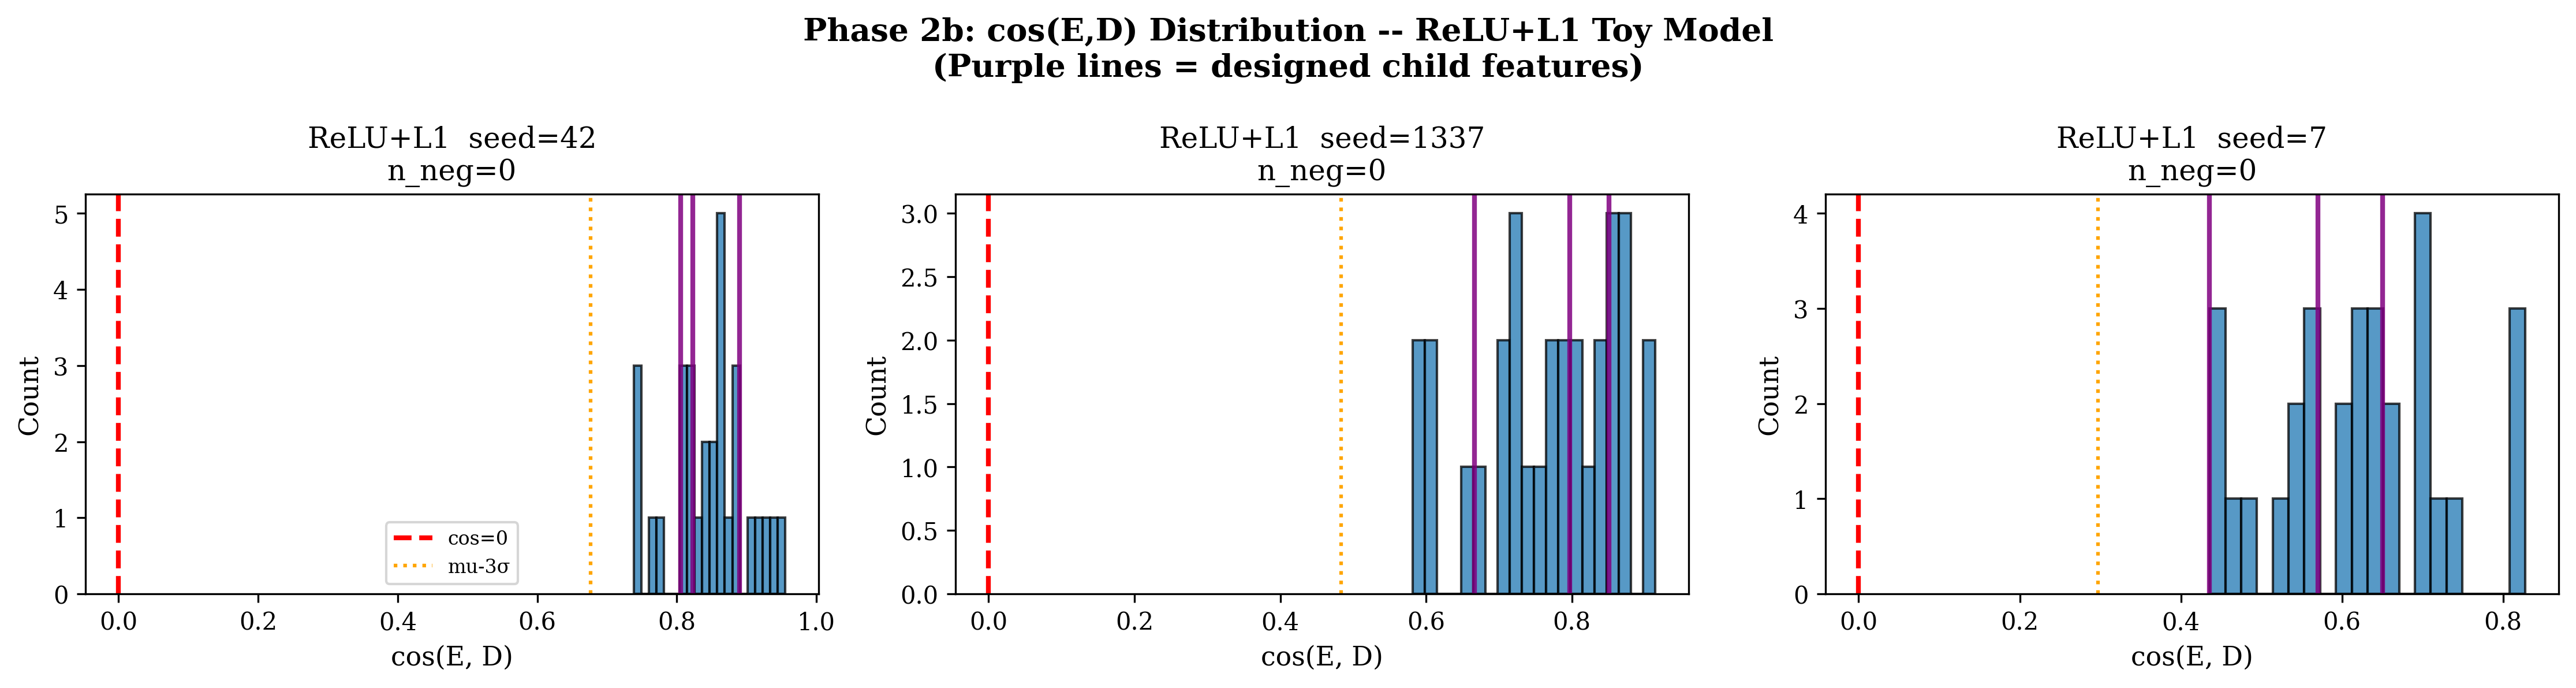 Phase 2b: cos(E,D) Distribution -- ReLU+L1 Toy Model
(Purple lines = designed child features)
ReLU+L1  seed=42
n_neg=0
Count
5
4
3
2
1
0
cos=0
mu-3σ
0.0 0.2 0.4 0.6 0.8 1.0
cos(E, D)
ReLU+L1  seed=1337
n_neg=0
Count
3.0
2.5
2.0
1.5
1.0
0.5
0.0
0.0 0.2 0.4 0.6 0.8
cos(E, D)
ReLU+L1  seed=7
n_neg=0
Count
4
3
2
1
0
0.0 0.2 0.4 0.6 0.8
cos(E, D)